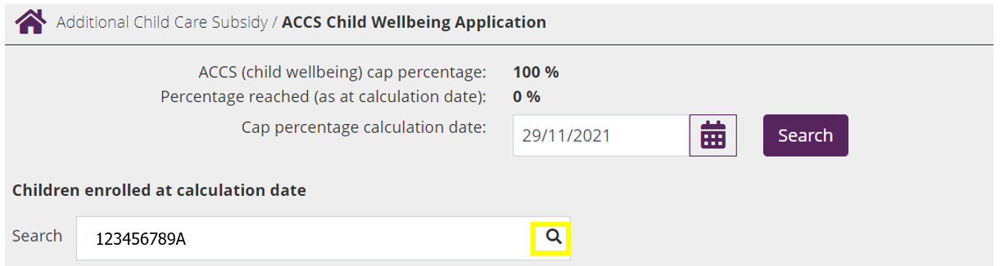 Additional Child Care Subsidy / ACCS Child Wellbeing Application
ACCS (child wellbeing) cap percentage: 100 %
Percentage reached (as at calculation date): 0 %
Cap percentage calculation date: 29/11/2021 Search
Children enrolled at calculation date
Search 123456789A